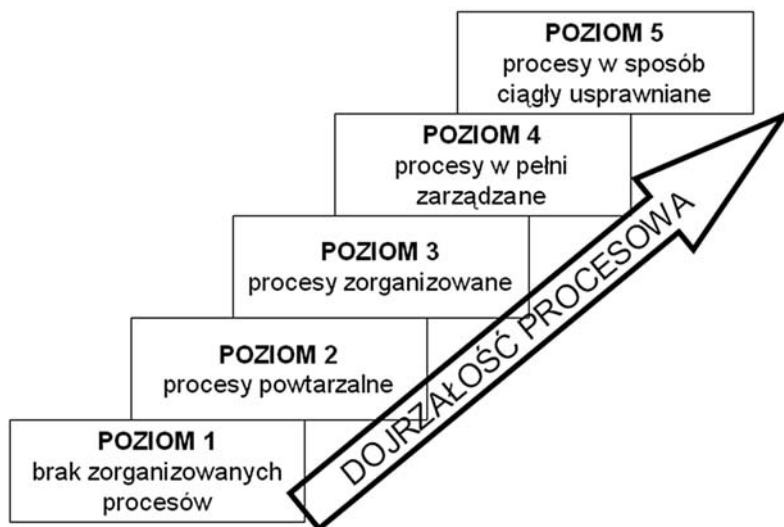 POZIOM 5
procesy w sposób
ciągły usprawniane
POZIOM 4
procesy w pełni
zarządzane
POZIOM 3
procesy zorganizowane
POZIOM 2
procesy powtarzalne
POZIOM 1
brak zorganizowanych
procesów
DOJRZAŁOŚĆ PROCESOWA